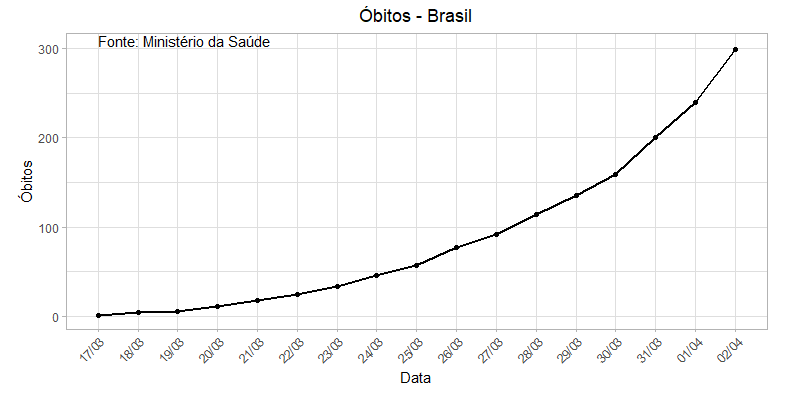 Óbitos - Brasil
Fonte: Ministério da Saúde
300
200
100
0
Óbitos
17/03 18/03 19/03 20/03 21/03 22/03 23/03 24/03 25/03 26/03 27/03 28/03 29/03 30/03 31/03 01/04 02/04
Data